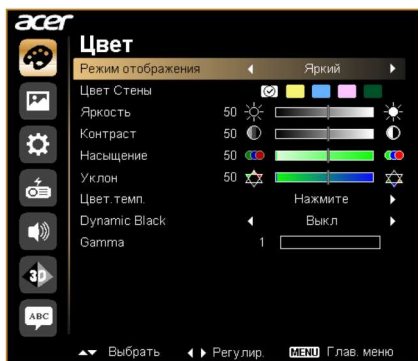 acer
Цвет
Режим отображения Яркий
Цвет Стены
Яркость 50
Контраст 50
Насыщение 50
Уклон 50
Цвет.темп. Нажмите
Dynamic Black Выкл
Gamma 1
3D
ABC
Выбрать Регулир. MENU Глав. меню